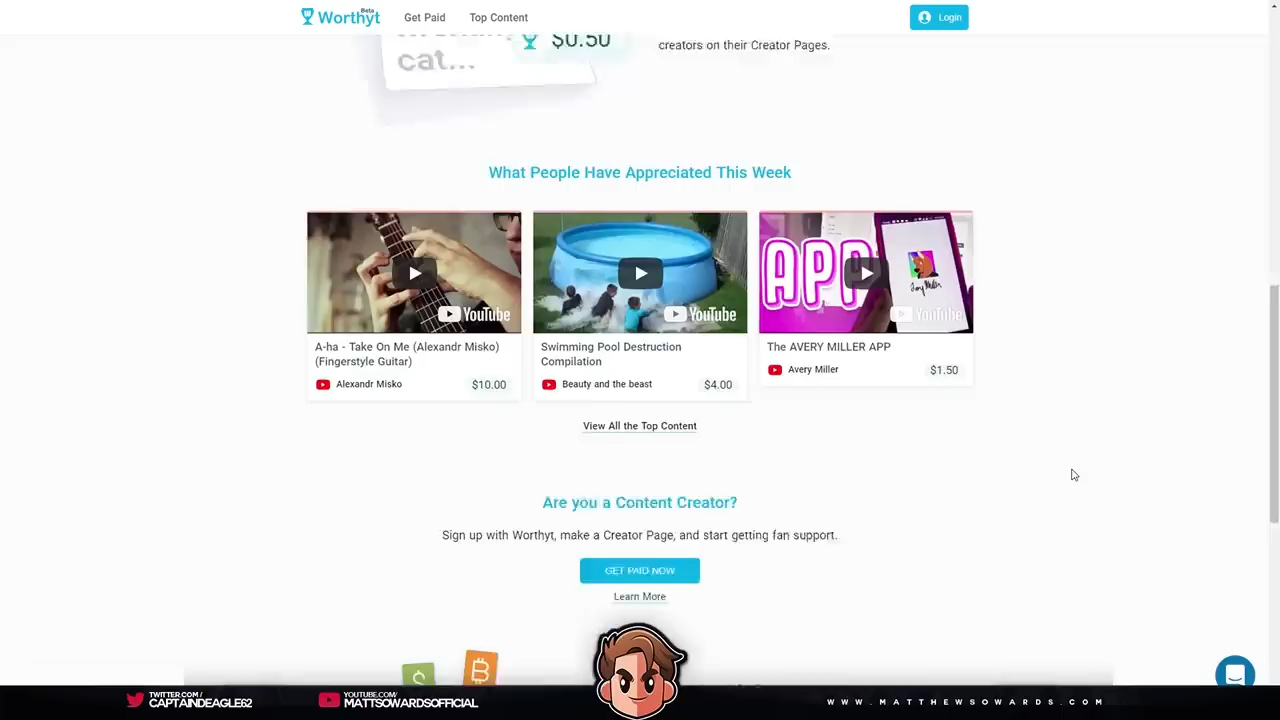 Beta
Worthyt
Get Paid
Top Content
Login
$0.50
cat...
creators on their Creator Pages.
What People Have Appreciated This Week
YouTube
YouTube
APP
YouTube
A-ha - Take On Me (Alexandr Misko)
(Fingerstyle Guitar)
Alexandr Misko
$10.00
Swimming Pool Destruction
Compilation
Beauty and the beast
$4.00
The AVERY MILLER APP
Avery Miller
$1.50
View All the Top Content
Are you a Content Creator?
Sign up with Worthyt, make a Creator Page, and start getting fan support.
GET PAID NOW
Learn More
TWITTER.COM/
CAPTAINDEAGLE62
YOUTUBE.COM/
MATTSOWARDSOFFICIAL
WWW.MATTHEWSOWARDS.COM